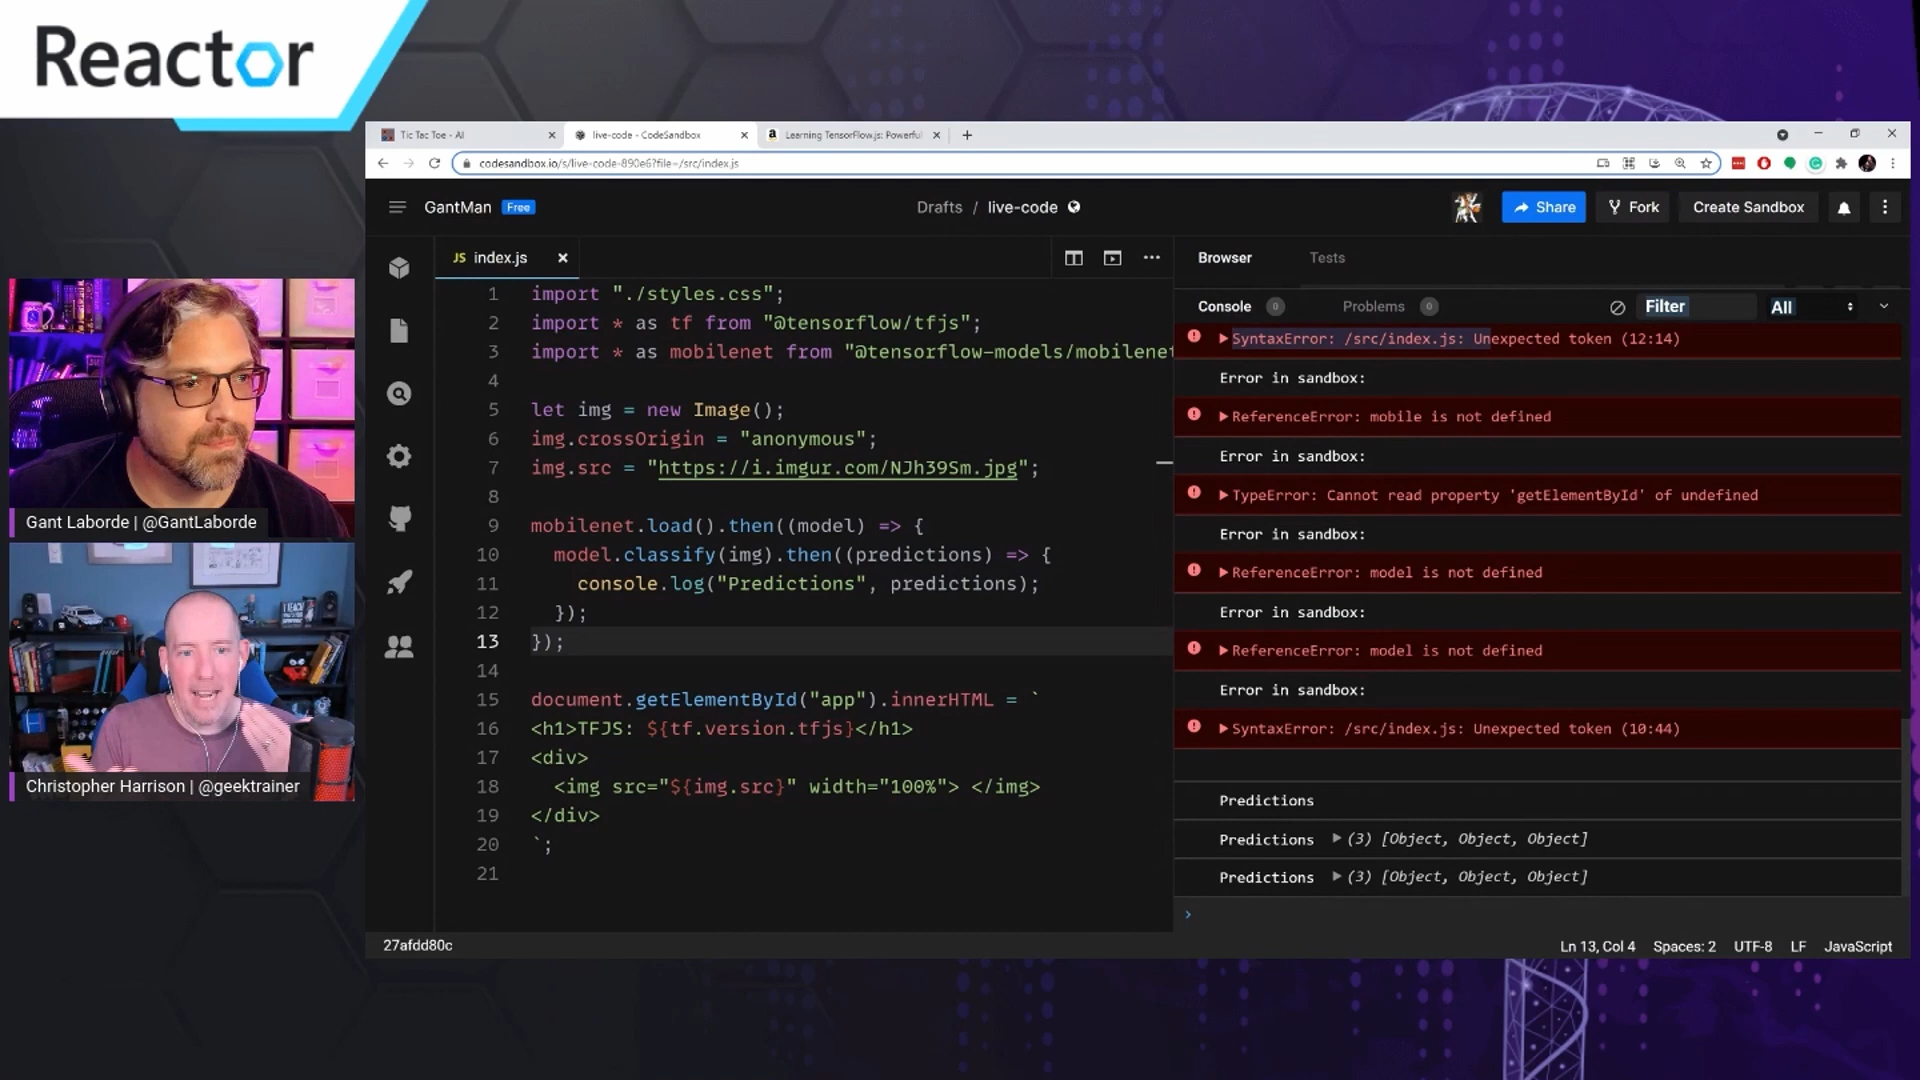 Reactor
Tic Tac Toe - AI
live-code - CodeSandbox
Learning TensorFlow.js: Powerful
codesandbox.io/s/live-code-890e6?file=/src/index.js
GantMan Free
Drafts / live-code
Share
Fork
Create Sandbox
JS index.js
Browser
Tests
1 import "./styles.css";
2 import * as tf from "@tensorflow/tfjs";
3 import * as mobilenet from "@tensorflow-models/mobilenet
4
5 let img = new Image();
6 img.crossOrigin = "anonymous";
7 img.src = "https://i.imgur.com/NJh39Sm.jpg";
8
9 mobilenet.load().then((model) => {
10 model.classify(img).then((predictions) => {
11 console.log("Predictions", predictions);
12 });
13 });
14
15 document.getElementById("app").innerHTML = `
16 <h1>TFJS: ${tf.version.tfjs}</h1>
17 <div>
18 <img src="${img.src}" width="100%"> </img>
19 </div>
20 `;
21
Console 0 Problems 0 Filter All
SyntaxError: /src/index.js: Unexpected token (12:14)
Error in sandbox:
ReferenceError: mobile is not defined
Error in sandbox:
TypeError: Cannot read property 'getElementById' of undefined
Error in sandbox:
ReferenceError: model is not defined
Error in sandbox:
ReferenceError: model is not defined
Error in sandbox:
SyntaxError: /src/index.js: Unexpected token (10:44)
Predictions
Predictions (3) [Object, Object, Object]
Predictions (3) [Object, Object, Object]
27afdd80c
Ln 13, Col 4 Spaces: 2 UTF-8 LF JavaScript
Gant Laborde | @GantLaborde
Christopher Harrison | @geektrainer